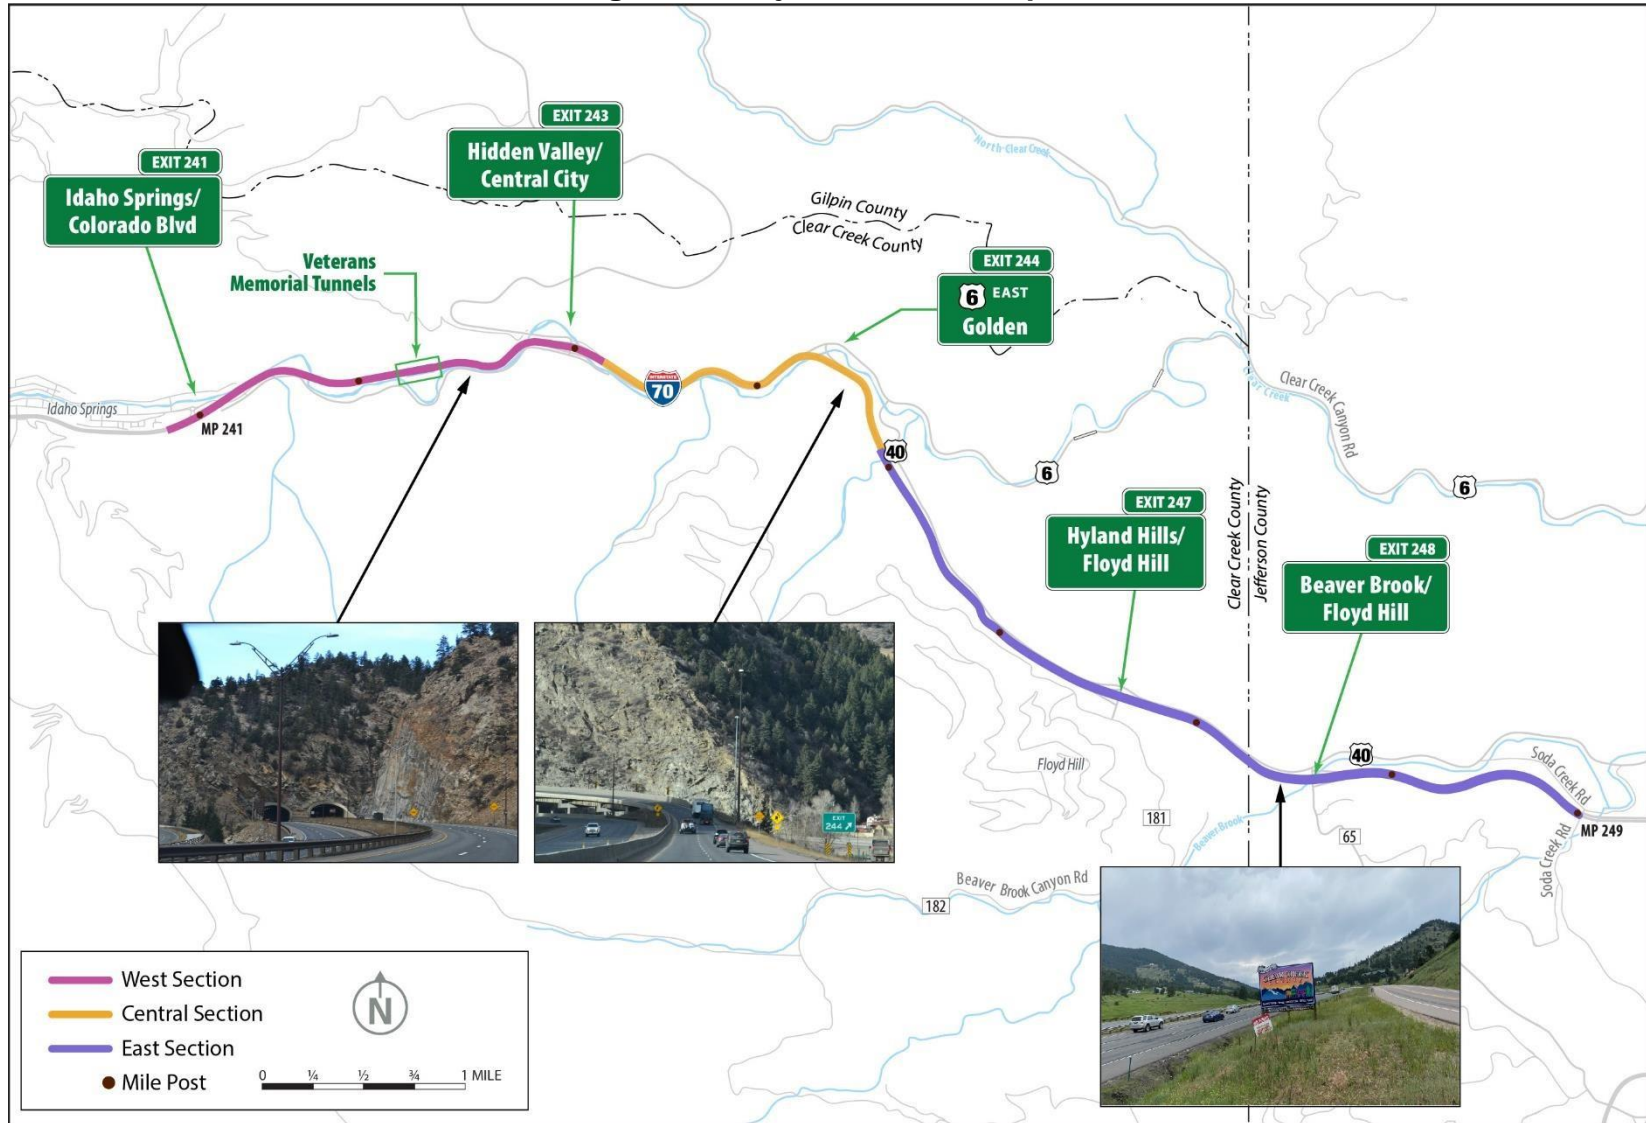 EXIT 243
Hidden Valley/
Central City
EXIT 241
Idaho Springs/
Colorado Blvd
North Clear Creek
Gilpin County
Clear Creek County
EXIT 244
6 EAST
Golden
Veterans
Memorial Tunnels
INTERSTATE
70
Idaho Springs
MP 241
Clear Creek
Clear Creek Canyon Rd
40
6
6
EXIT 247
Hyland Hills/
Floyd Hill
Clear Creek County
Jefferson County
EXIT 248
Beaver Brook/
Floyd Hill
40
Soda Creek Rd
Floyd Hill
181
65
MP 249
Beaver Brook
Soda Creek Rd
EXIT
244
Beaver Brook Canyon Rd
182
West Section
Central Section
East Section
Mile Post
N
0 ¼ ½ ¾ 1 MILE